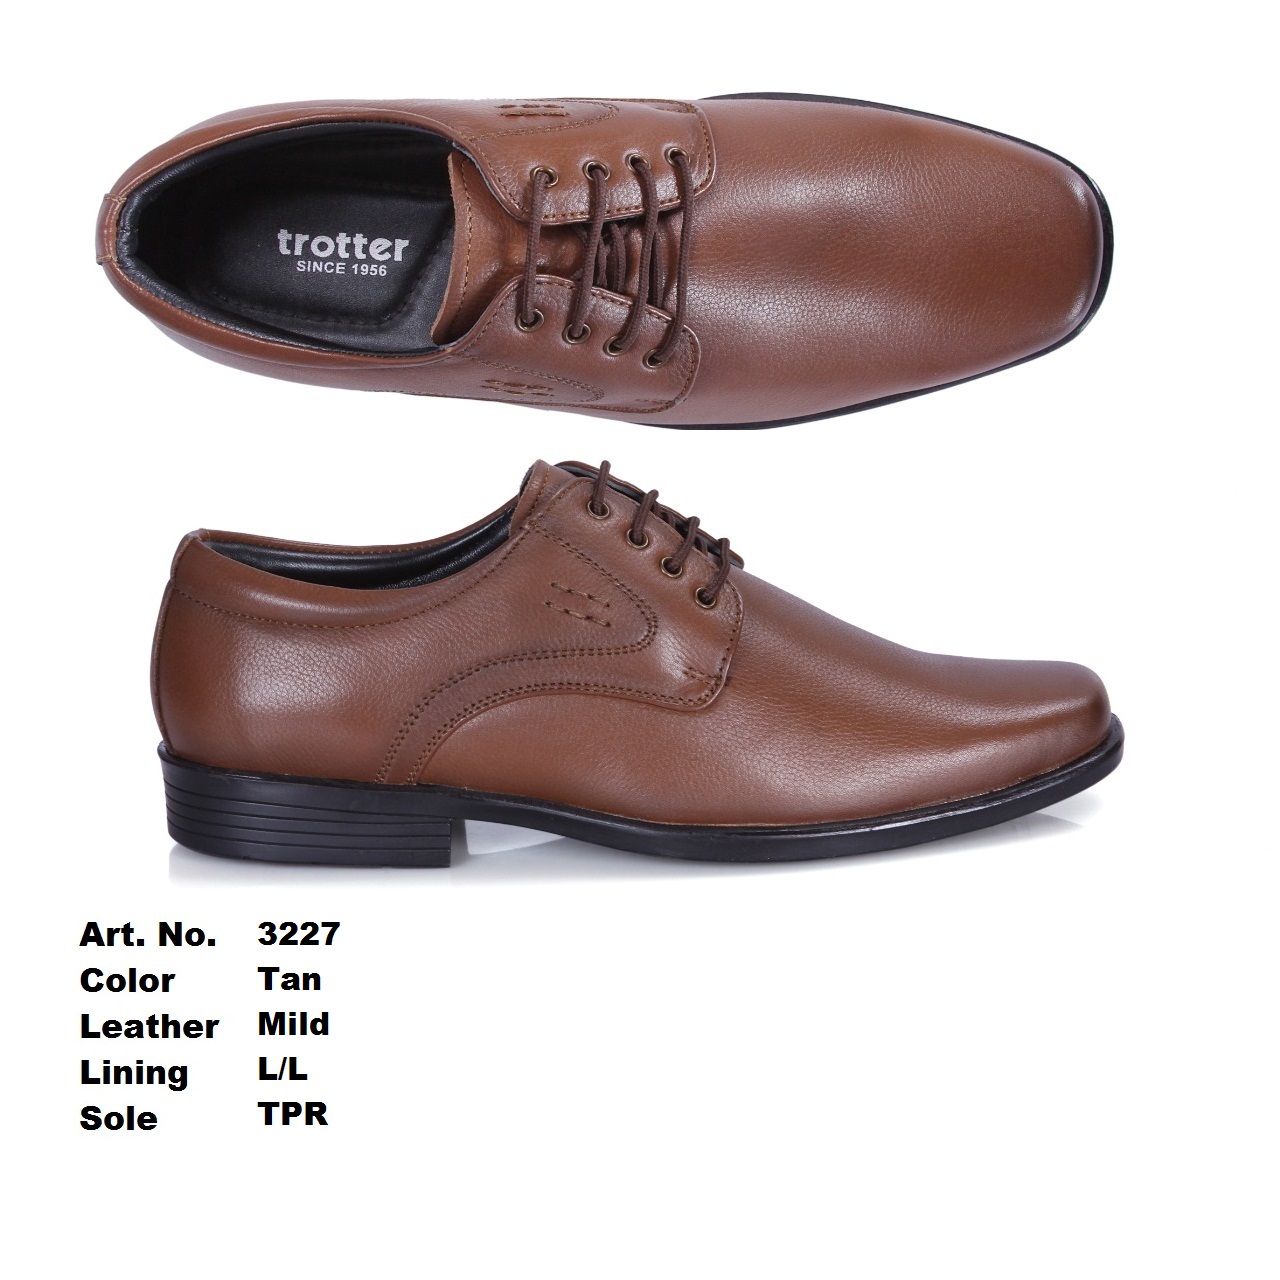 trotter
SINCE 1956
Art. No. 3227
Color Tan
Leather Mild
Lining L/L
Sole TPR